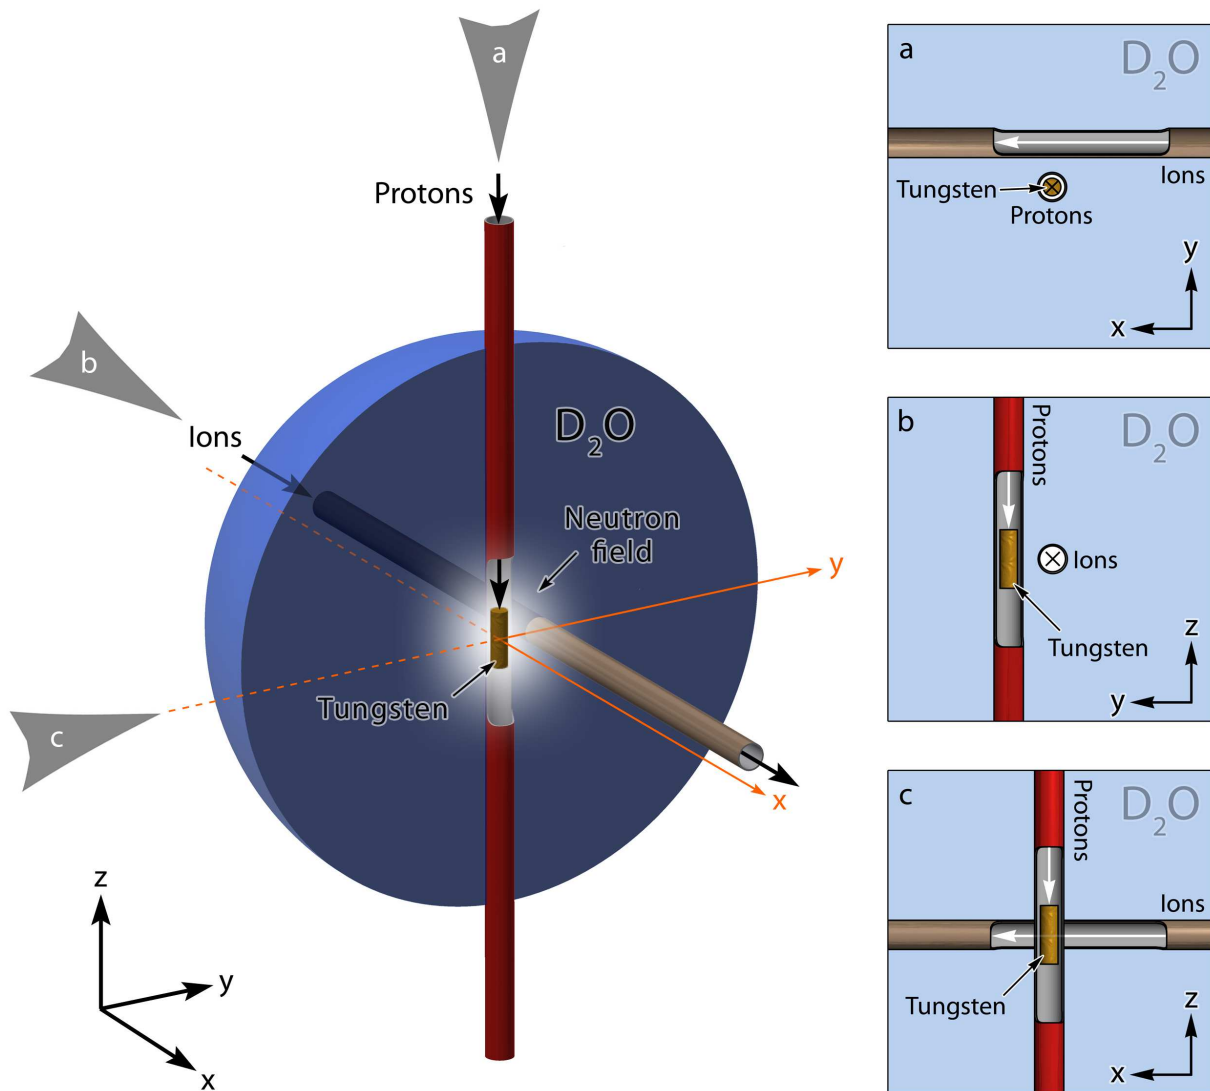 a
Protons
b
Ions
D₂O
Neutron
field
y
Tungsten
c
x
z
y
x
a
D₂O
Ions
Tungsten
Protons
y
x
b
Protons
D₂O
Ions
Tungsten
z
y
c
Protons
D₂O
Ions
Tungsten
z
x